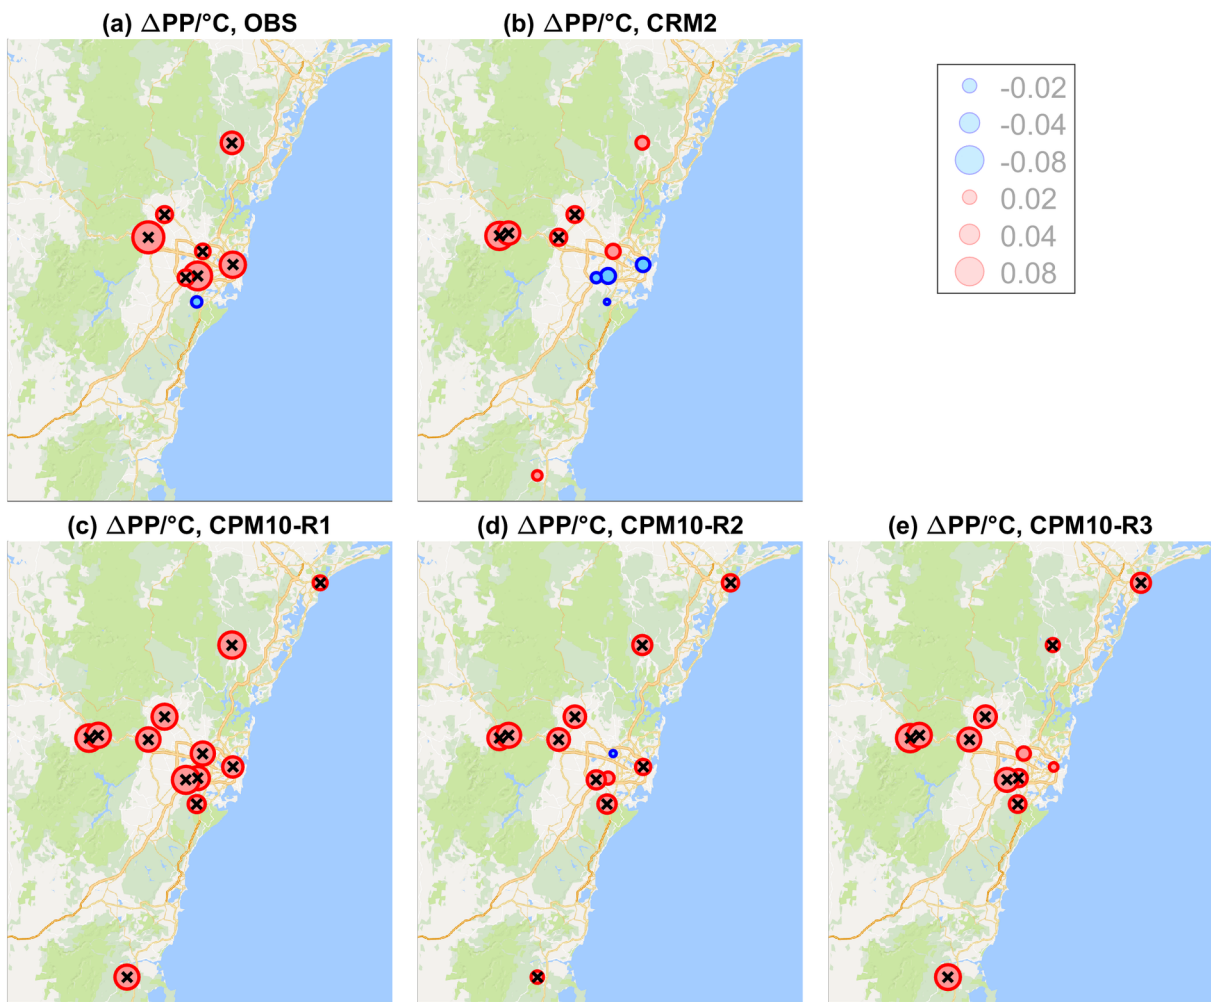 (a) △PP/°C, OBS
(b) △PP/°C, CRM2
-0.02
-0.04
-0.08
0.02
0.04
0.08
(c) △PP/°C, CPM10-R1
(d) △PP/°C, CPM10-R2
(e) △PP/°C, CPM10-R3